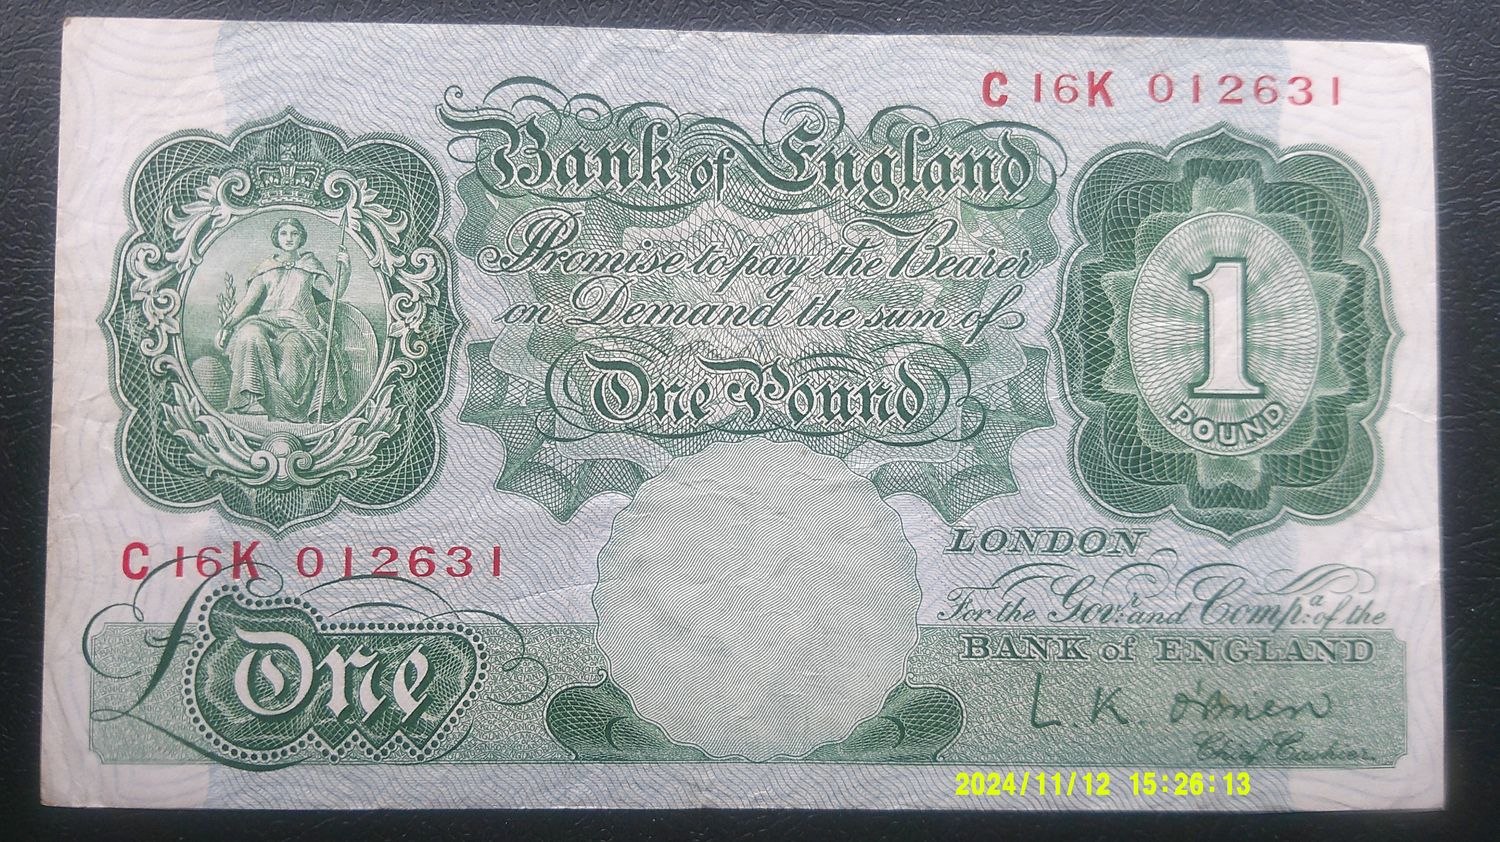 C 16K 012631
Bank of England
Promise to pay the Bearer
on Demand the sum of
One Pound
1
POUND
C 16K 012631
LONDON
For the Govr. and Compa. of the
BANK of ENGLAND
£One
L.K. O'Brien
Chief Cashier
2024/11/12 15:26:13